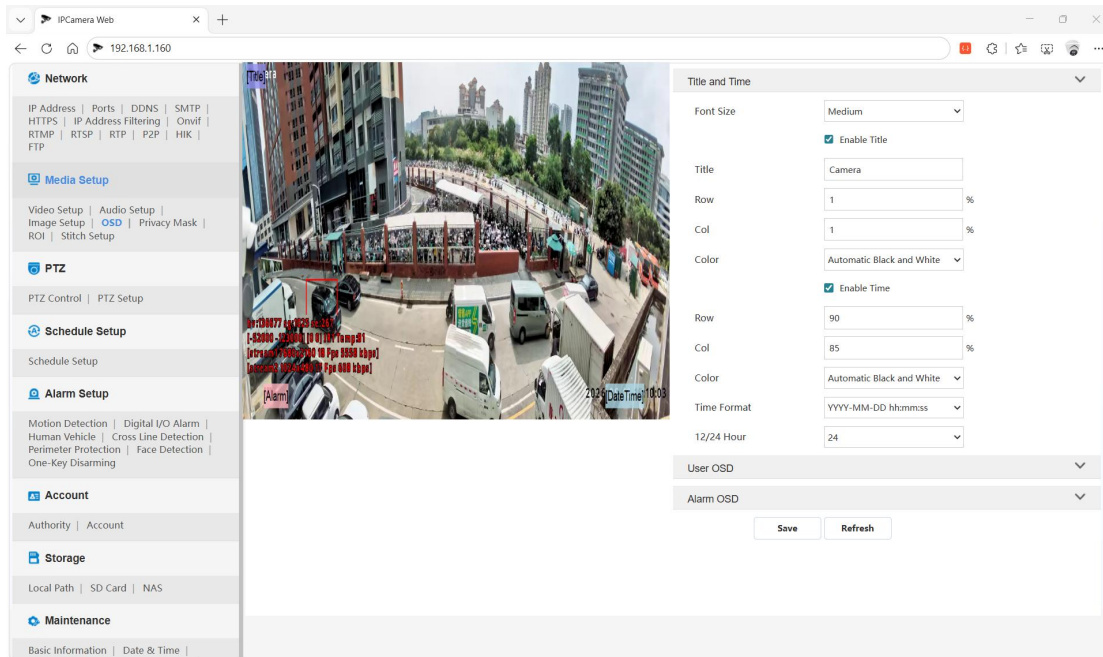 IPCamera Web
192.168.1.160
Network
IP Address | Ports | DDNS | SMTP |
HTTPS | IP Address Filtering | Onvif |
RTMP | RTSP | RTP | P2P | HIK |
FTP
Media Setup
Video Setup | Audio Setup |
Image Setup | OSD | Privacy Mask |
ROI | Stitch Setup
PTZ
PTZ Control | PTZ Setup
Schedule Setup
Schedule Setup
Alarm Setup
Motion Detection | Digital I/O Alarm |
Human Vehicle | Cross Line Detection |
Perimeter Protection | Face Detection |
One-Key Disarming
Account
Authority | Account
Storage
Local Path | SD Card | NAS
Maintenance
Basic Information | Date & Time |
[Title]
[Alarm]
[DateTime] 10:03
Title and Time
Font Size Medium
Enable Title
Title Camera
Row 1 %
Col 1 %
Color Automatic Black and White
Enable Time
Row 90 %
Col 85 %
Color Automatic Black and White
Time Format YYYY-MM-DD hh:mm:ss
12/24 Hour 24
User OSD
Alarm OSD
Save Refresh